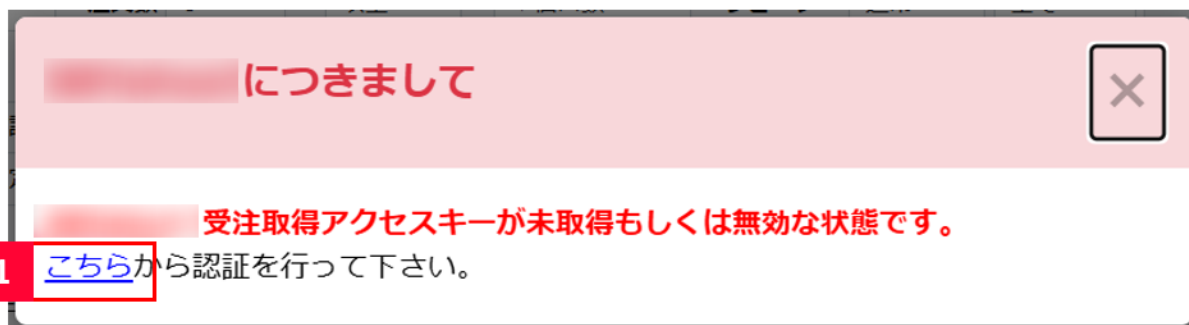 につきまして
×
受注取得アクセスキーが未取得もしくは無効な状態です。
1
こちらから認証を行って下さい。